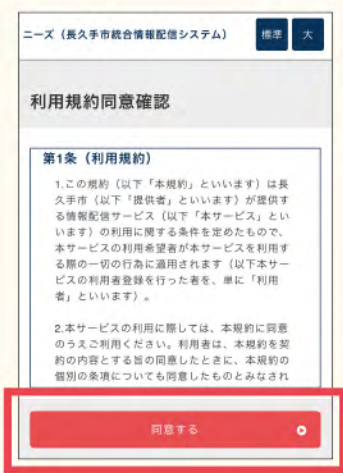 ニーズ（長久手市統合情報配信システム） 標準 大
利用規約同意確認
第1条（利用規約）
1.この規約（以下「本規約」といいます）は長
久手市（以下「提供者」といいます）が提供す
る情報配信サービス（以下「本サービス」とい
います）の利用に関する条件を定めたもので、
本サービスの利用希望者が本サービスを利用す
る際の一切の行為に適用されます（以下本サー
ビスの利用者登録を行った者を、単に「利用
者」といいます）。
2.本サービスの利用に際しては、本規約に同意
のうえご利用ください。利用者は、本規約を契
約の内容とする旨の同意したときに、本規約の
個別の条項についても同意したものとみなされ
同意する